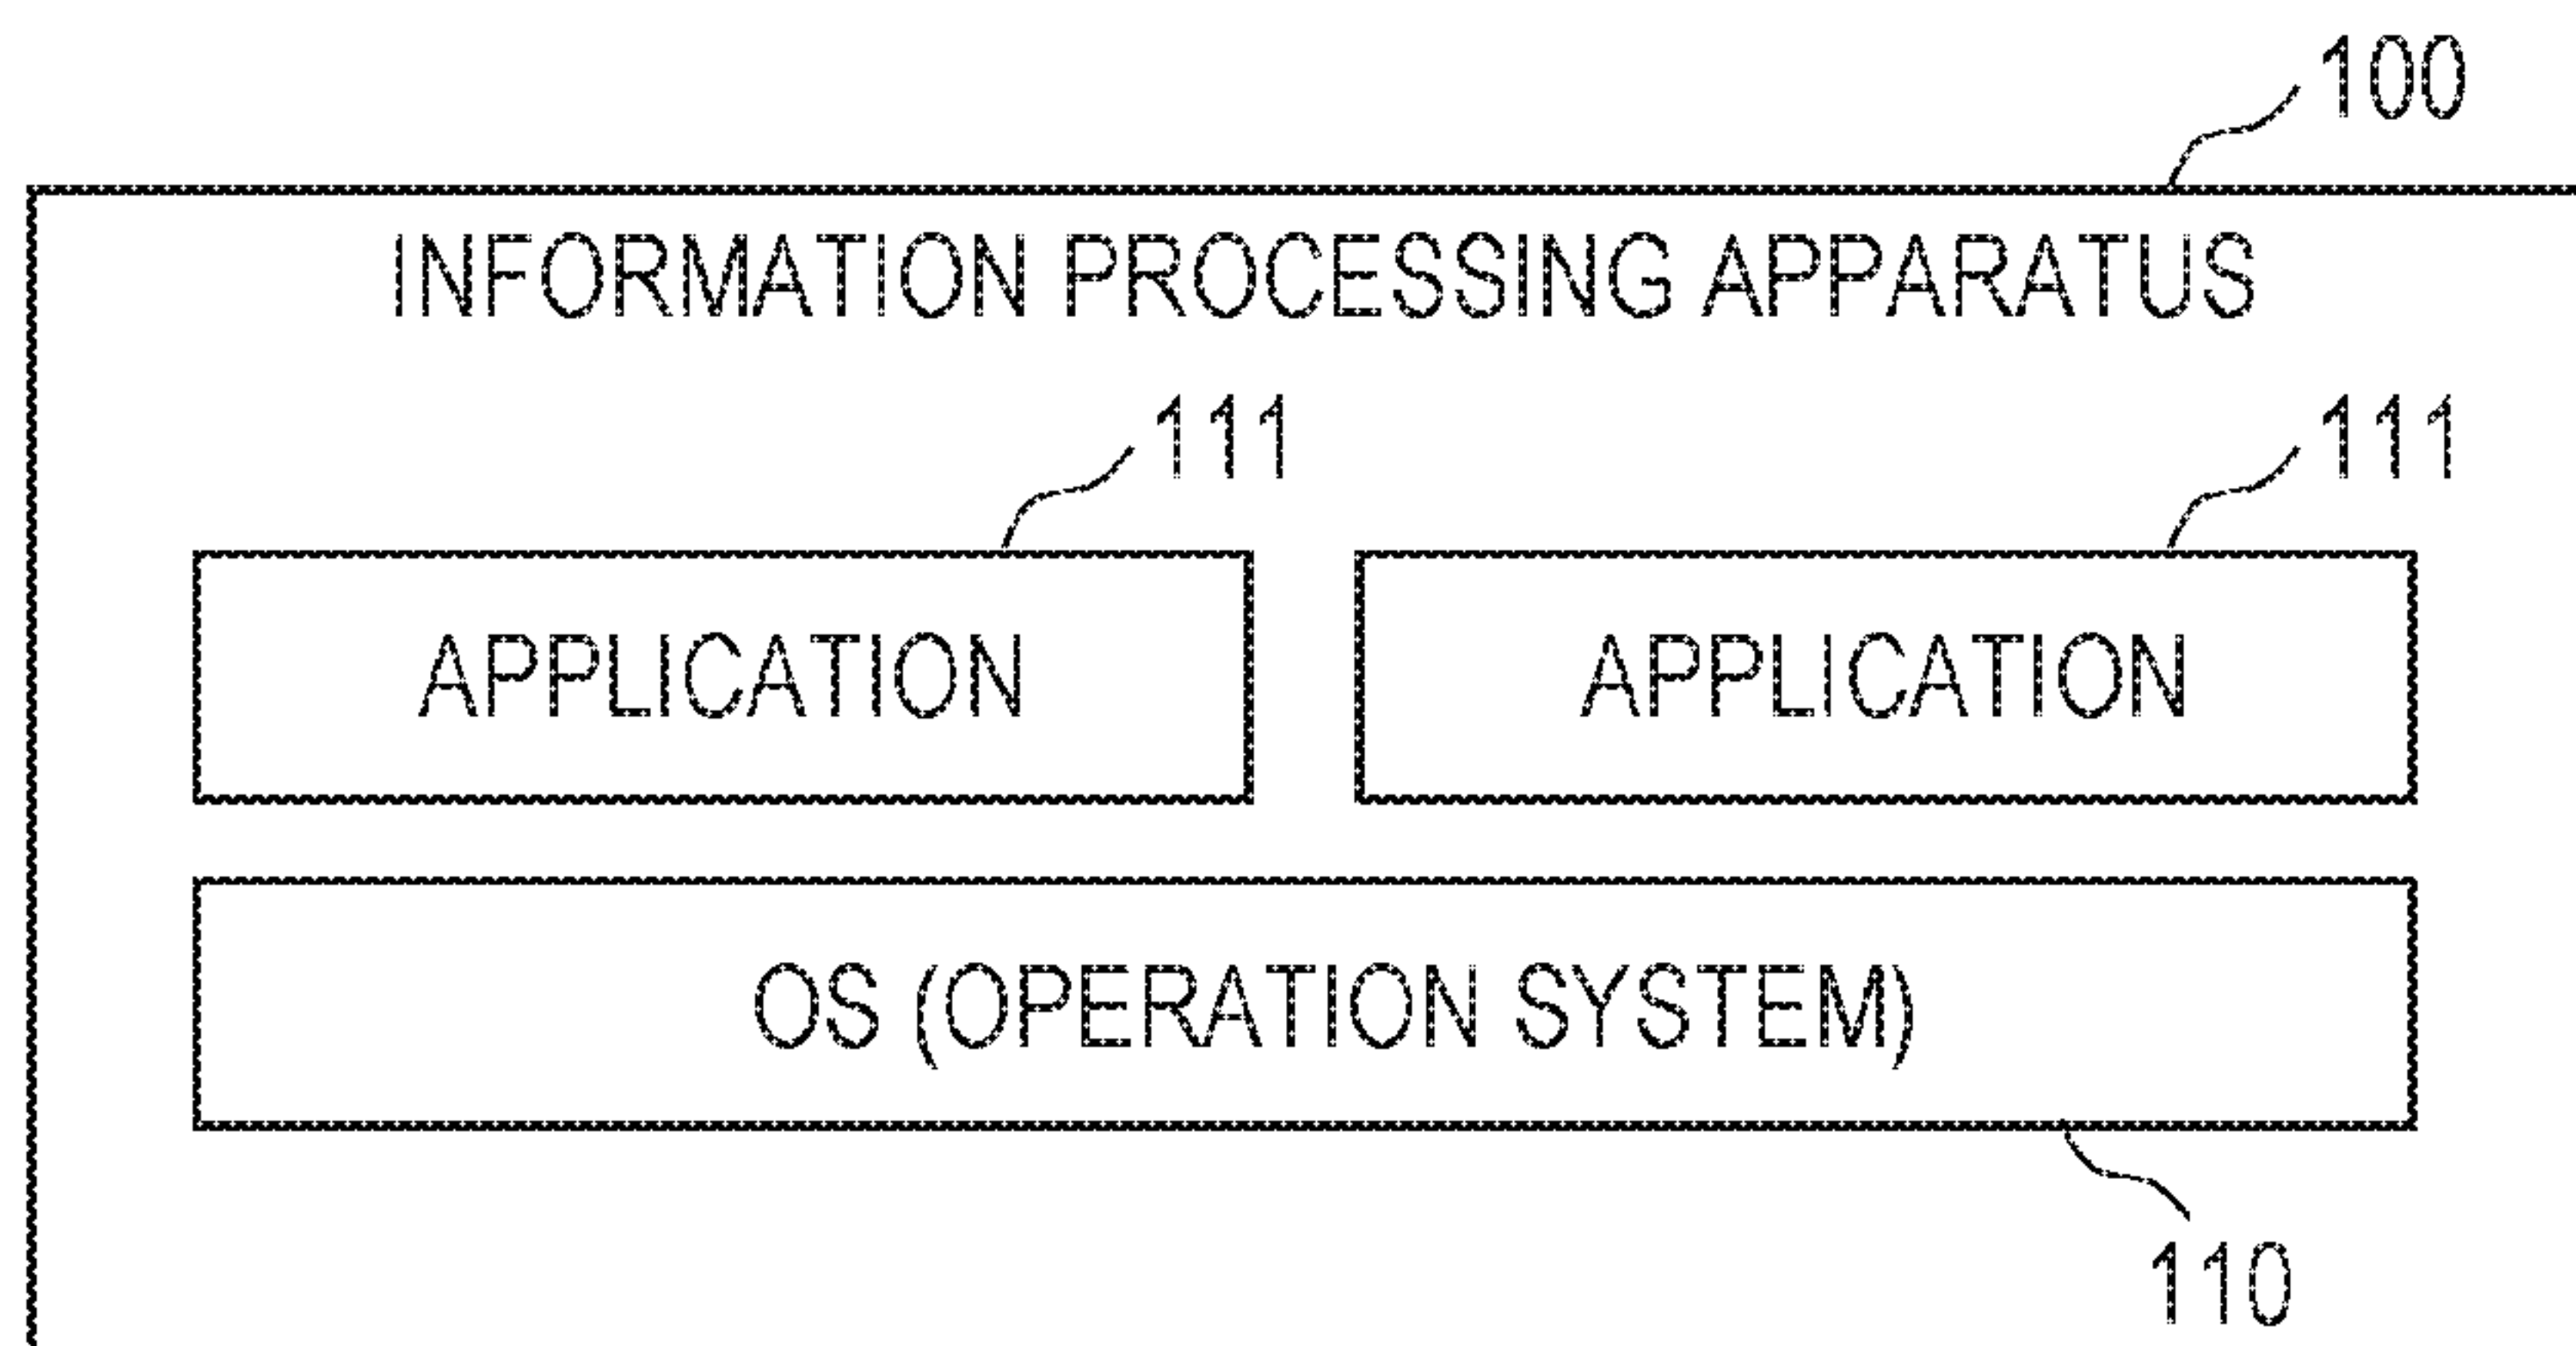 100
INFORMATION PROCESSING APPARATUS
111 111
APPLICATION APPLICATION
OS (OPERATION SYSTEM)
110